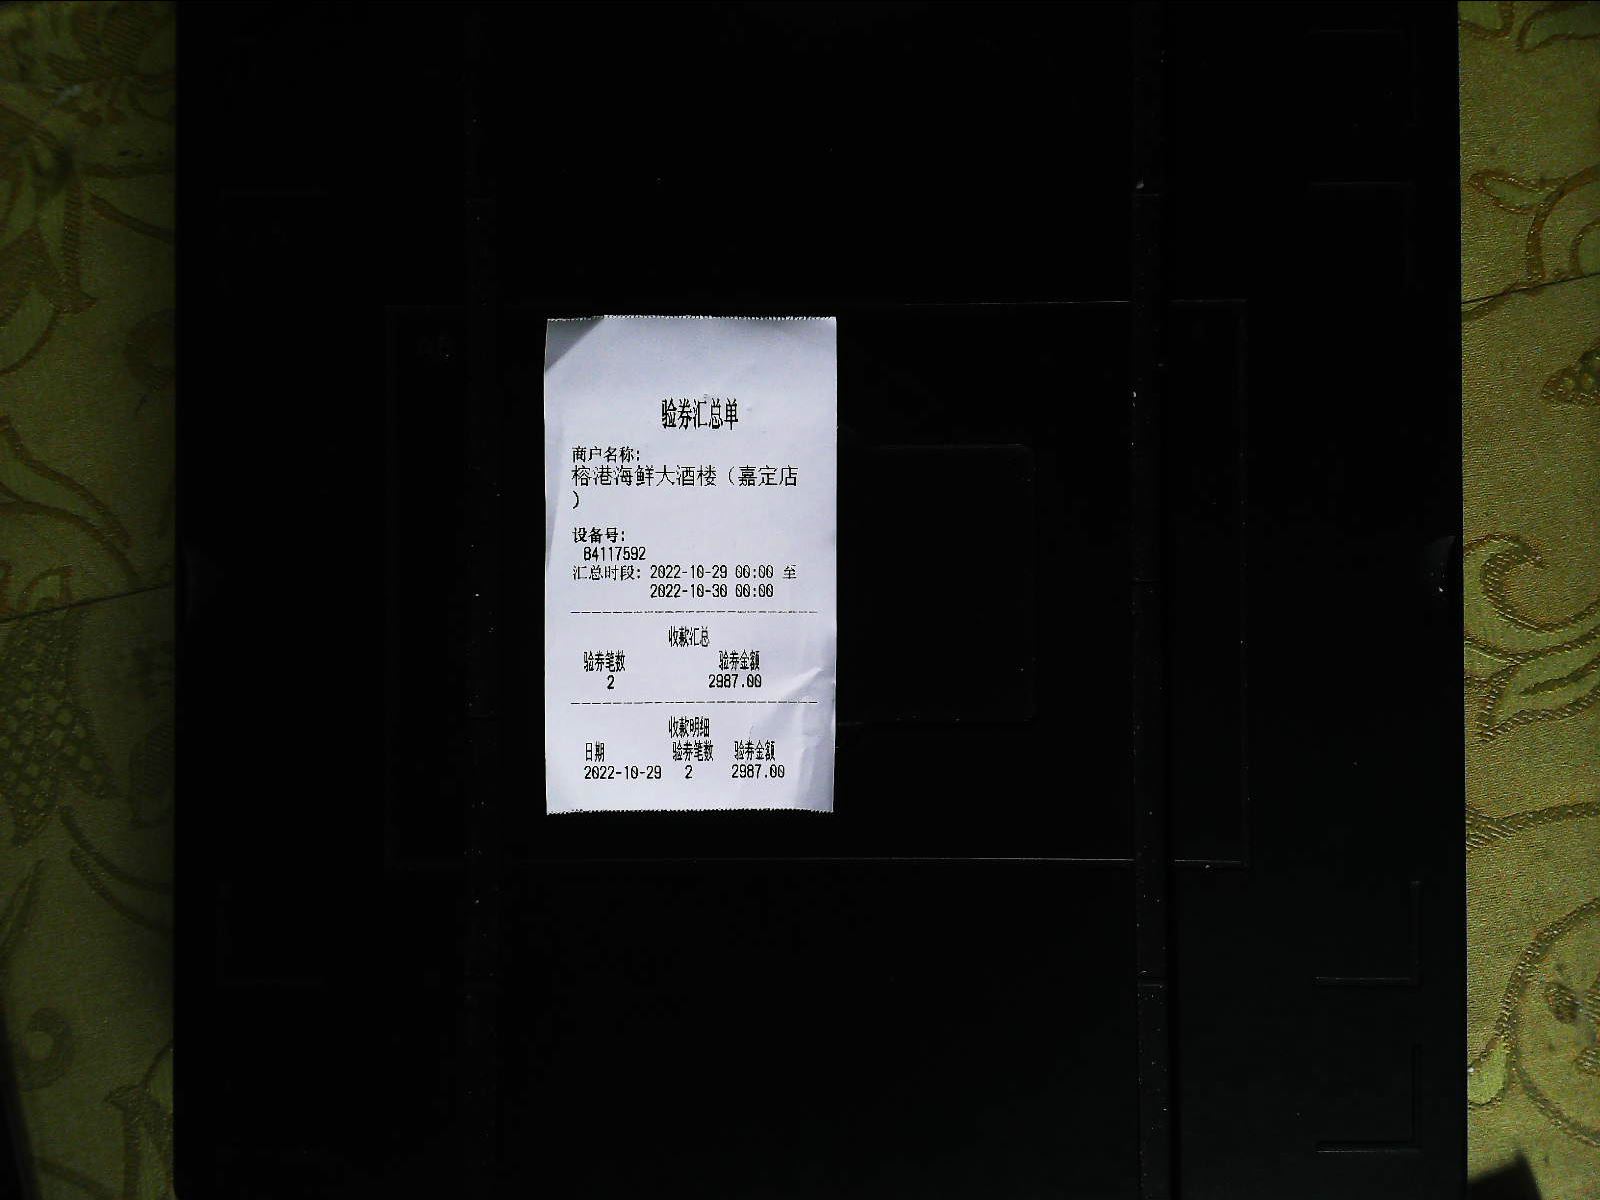 验券汇总单
商户名称:
榕港海鲜大酒楼（嘉定店
）
设备号:
84117592
汇总时段: 2022-10-29 00:00 至
2022-10-30 00:00
收款汇总
验券笔数 验券金额
2 2987.00
收款明细
日期 验券笔数 验券金额
2022-10-29 2 2987.00